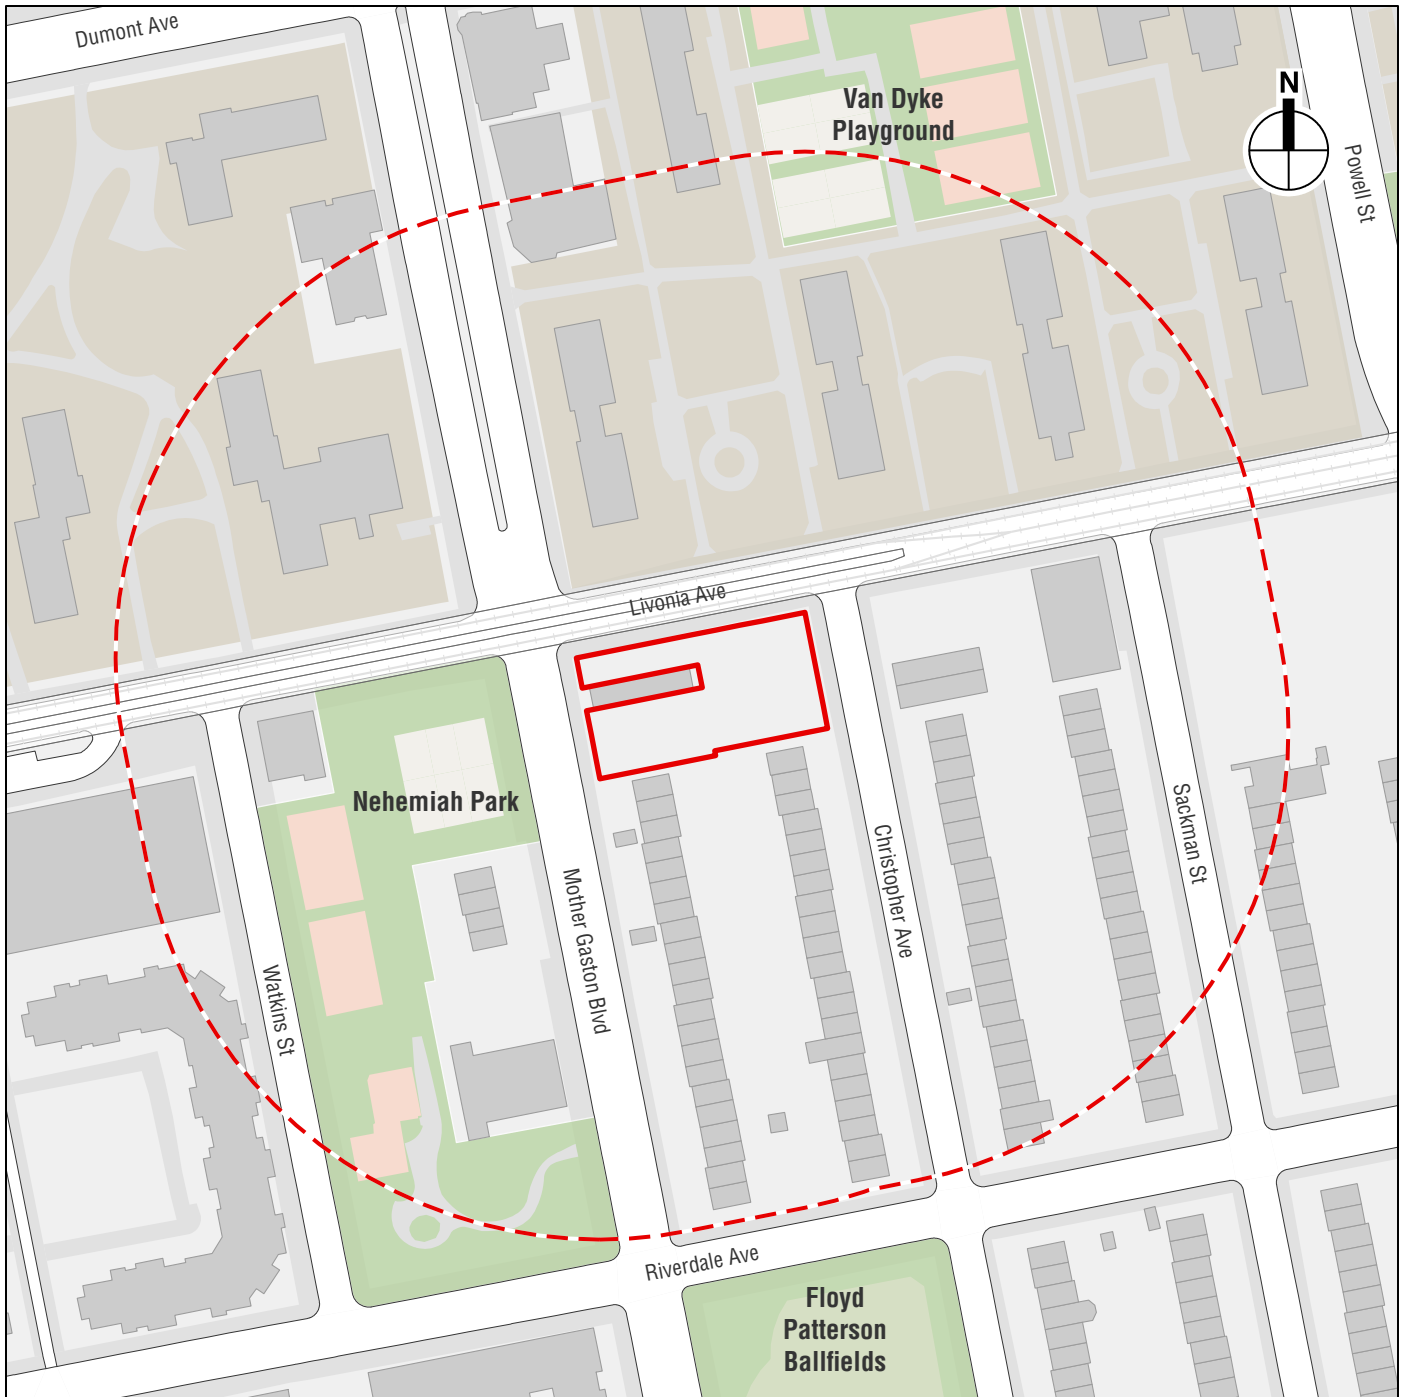 Dumont Ave
Van Dyke
Playground
N
Powell St
Livonia Ave
Nehemiah Park
Sackman St
Christopher Ave
Mother Gaston Blvd
Watkins St
Riverdale Ave
Floyd
Patterson
Ballfields